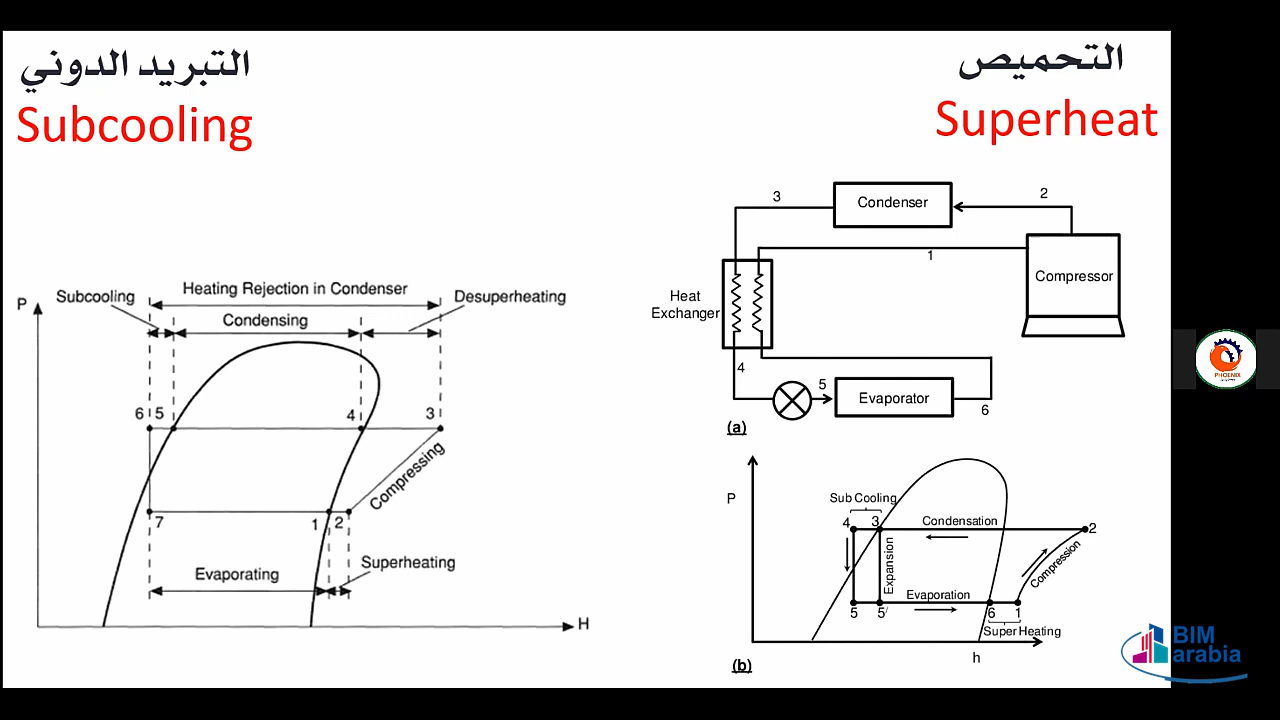 التبريد الدوني
Subcooling
التحميص
Superheat
P
Subcooling
Heating Rejection in Condenser
Desuperheating
Condensing
6 5 4 3
Compressing
7 1 2
Superheating
Evaporating
H
3
Condenser
2
1
Compressor
Heat
Exchanger
4
5
Evaporator
6
(a)
P
Sub Cooling
4 3
Condensation
2
Expansion
Compression
Evaporation
5 5/ 6 1
Super Heating
h
(b)
PHOENIX
BIM
arabia